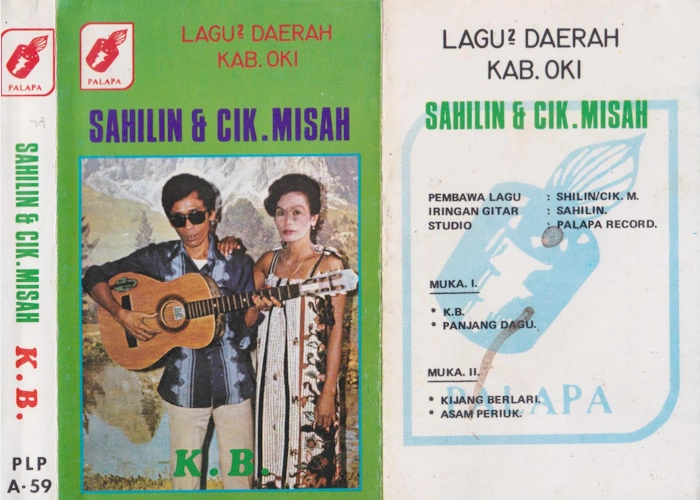 PALAPA
SAHILIN & CIK. MISAH
K. B.
PLP
A·59
PALAPA
LAGU² DAERAH
KAB. OKI
SAHILIN & CIK. MISAH
K. B.
LAGU² DAERAH
KAB. OKI
SAHILIN & CIK. MISAH
PEMBAWA LAGU : SHILIN/CIK. M.
IRINGAN GITAR : SAHILIN.
STUDIO : PALAPA RECORD.
MUKA. I.
* K.B.
* PANJANG DAGU.
MUKA. II.
PALAPA
* KIJANG BERLARI.
* ASAM PERIUK.